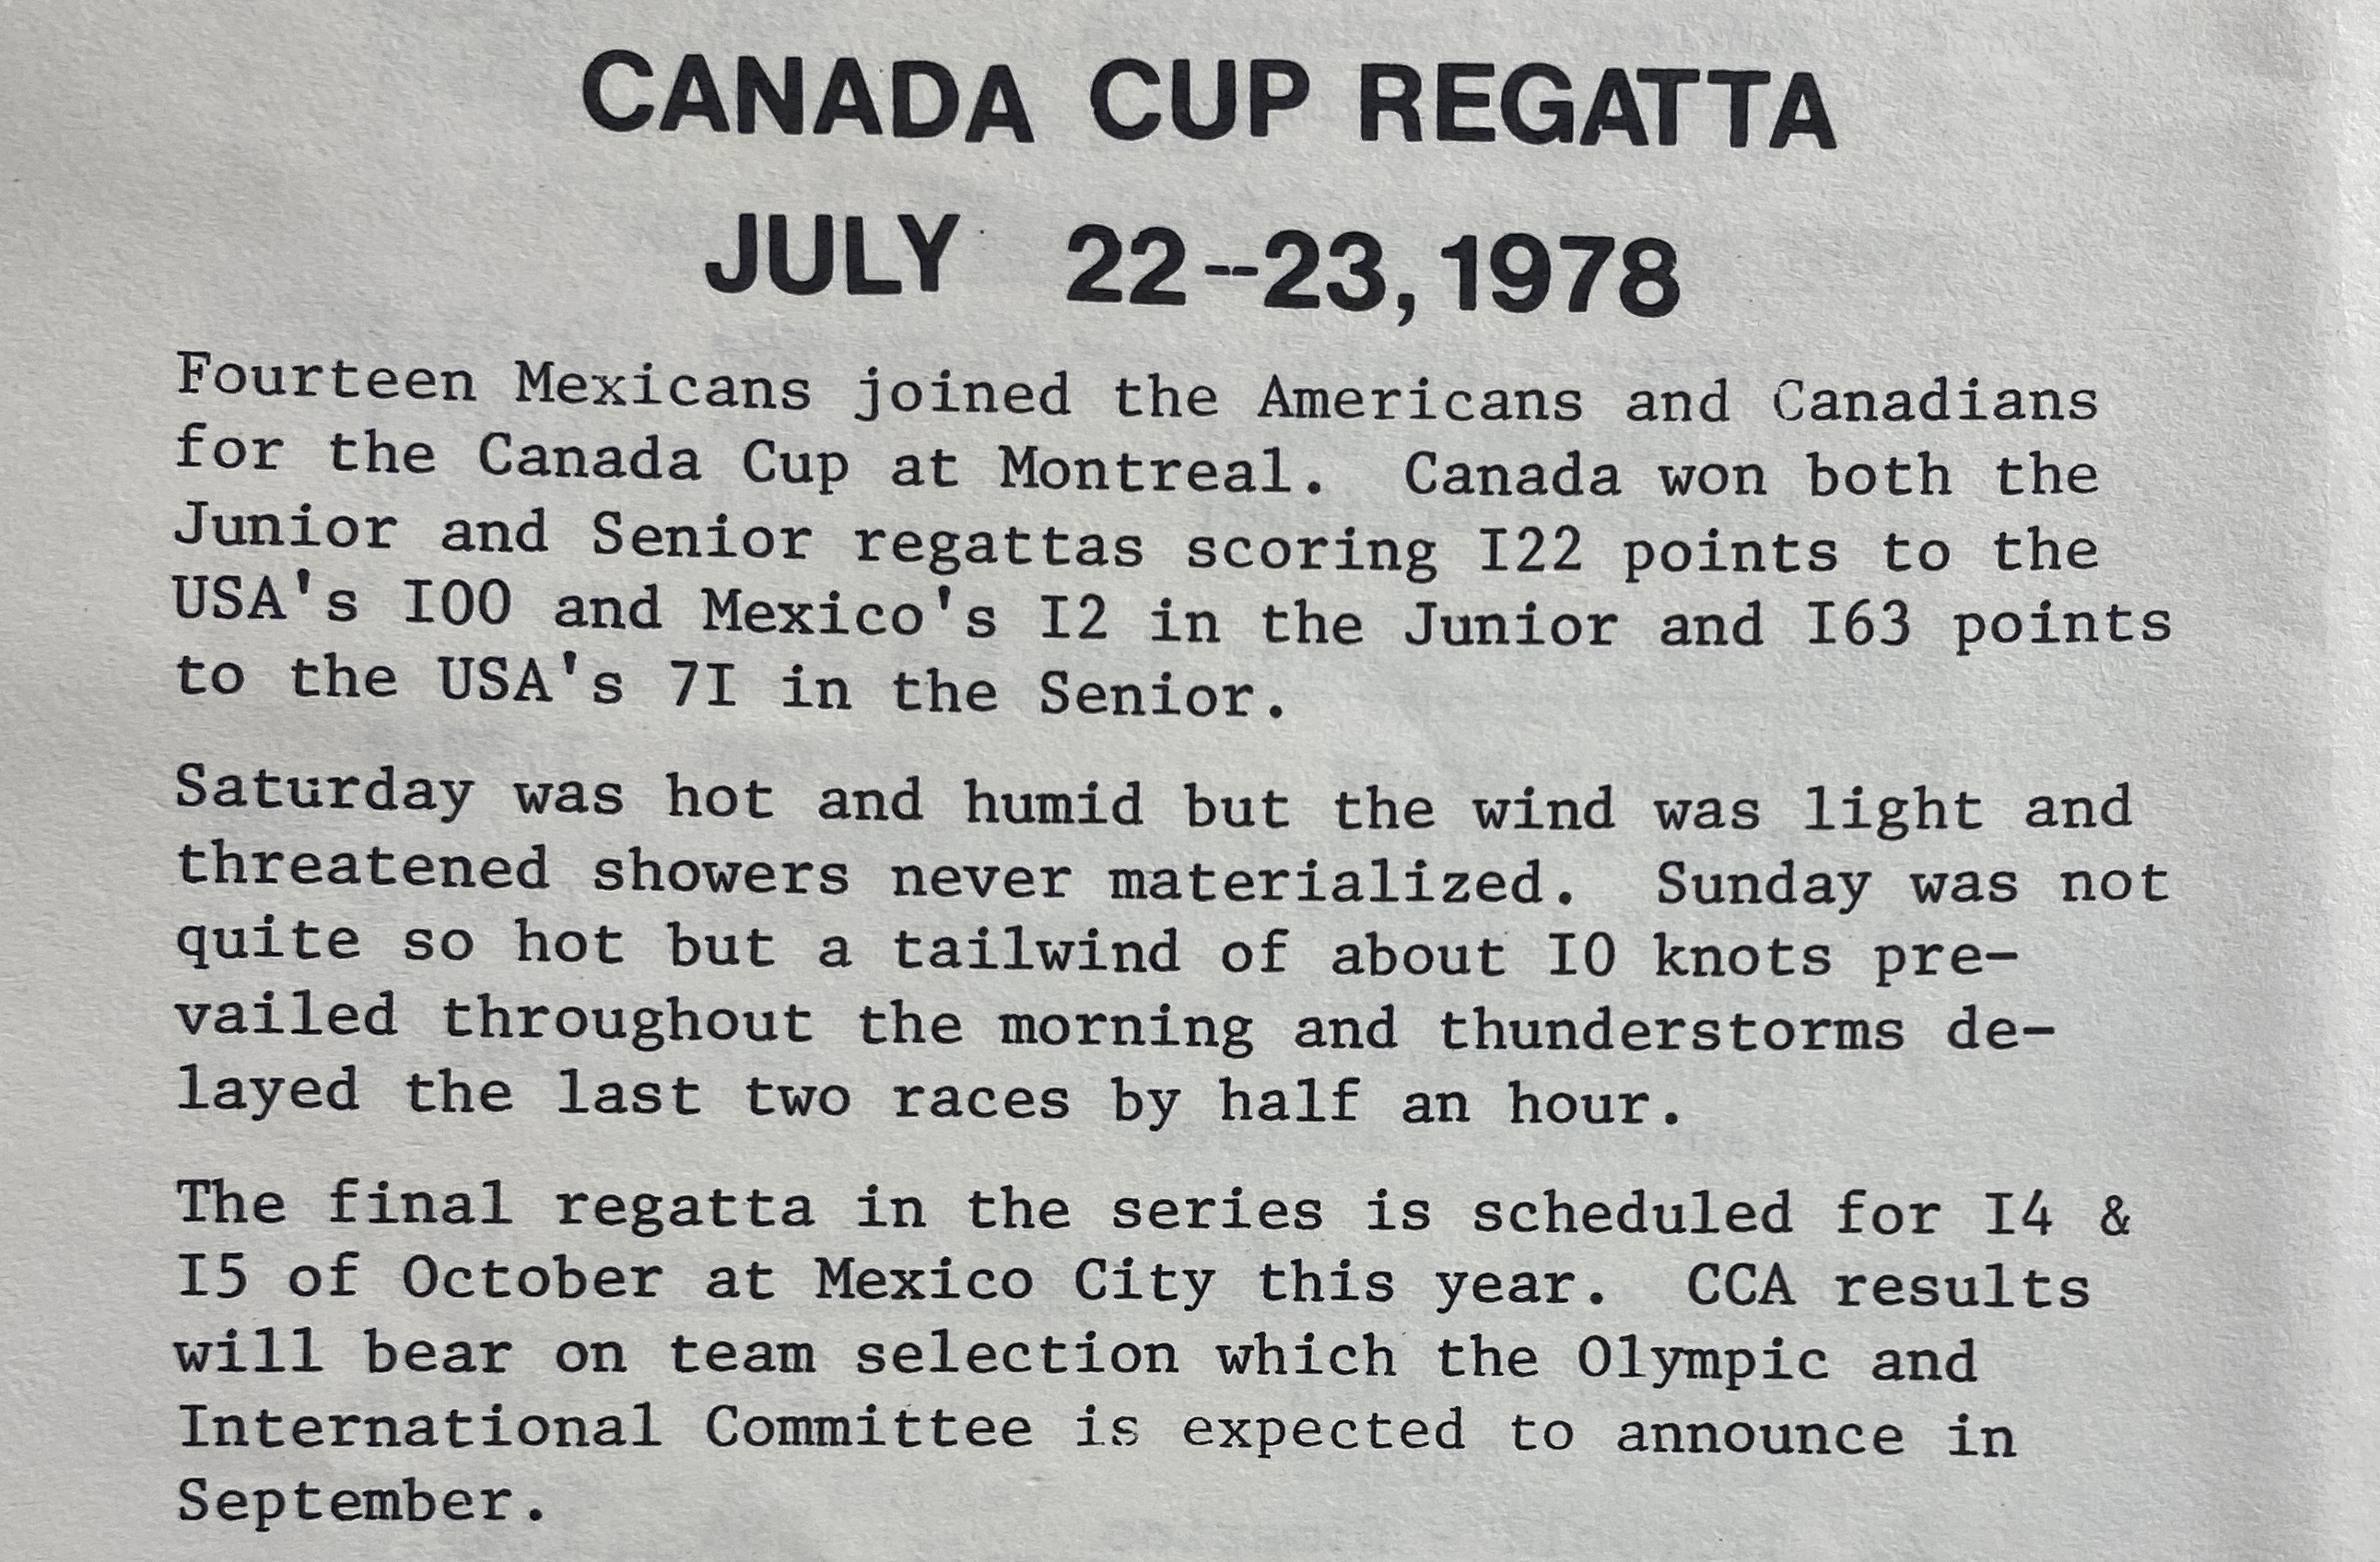 CANADA CUP REGATTA
JULY 22--23, 1978
Fourteen Mexicans joined the Americans and Canadians
for the Canada Cup at Montreal. Canada won both the
Junior and Senior regattas scoring I22 points to the
USA's I00 and Mexico's I2 in the Junior and I63 points
to the USA's 7I in the Senior.
Saturday was hot and humid but the wind was light and
threatened showers never materialized. Sunday was not
quite so hot but a tailwind of about I0 knots pre-
vailed throughout the morning and thunderstorms de-
layed the last two races by half an hour.
The final regatta in the series is scheduled for I4 &
I5 of October at Mexico City this year. CCA results
will bear on team selection which the Olympic and
International Committee is expected to announce in
September.